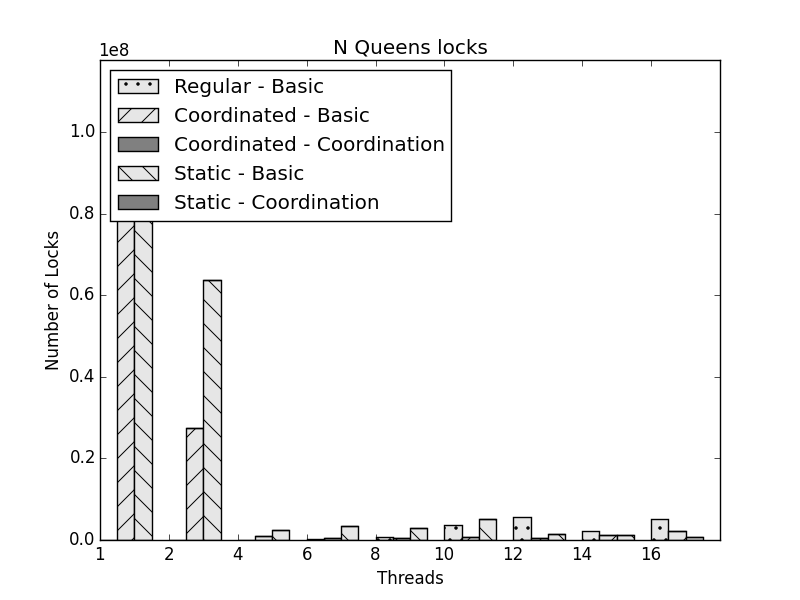 N Queens locks
1e8
Regular - Basic
Coordinated - Basic
Coordinated - Coordination
Static - Basic
Static - Coordination
1.0
0.8
0.6
0.4
0.2
0.0
Number of Locks
1 2 4 6 8 10 12 14 16
Threads